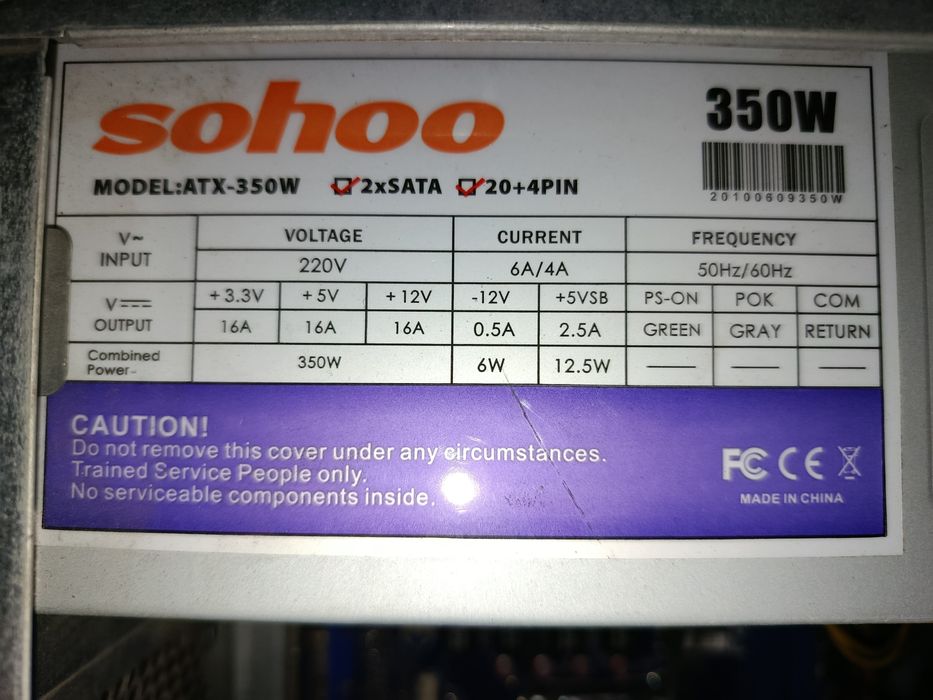 sohoo
350W
MODEL:ATX-350W 2xSATA 20+4PIN
20100609350W
V~ INPUT VOLTAGE CURRENT FREQUENCY
220V 6A/4A 50Hz/60Hz
V OUTPUT +3.3V +5V +12V -12V +5VSB PS-ON POK COM
16A 16A 16A 0.5A 2.5A GREEN GRAY RETURN
Combined Power 350W 6W 12.5W
CAUTION!
Do not remove this cover under any circumstances.
Trained Service People only.
No serviceable components inside.
FC CE
MADE IN CHINA